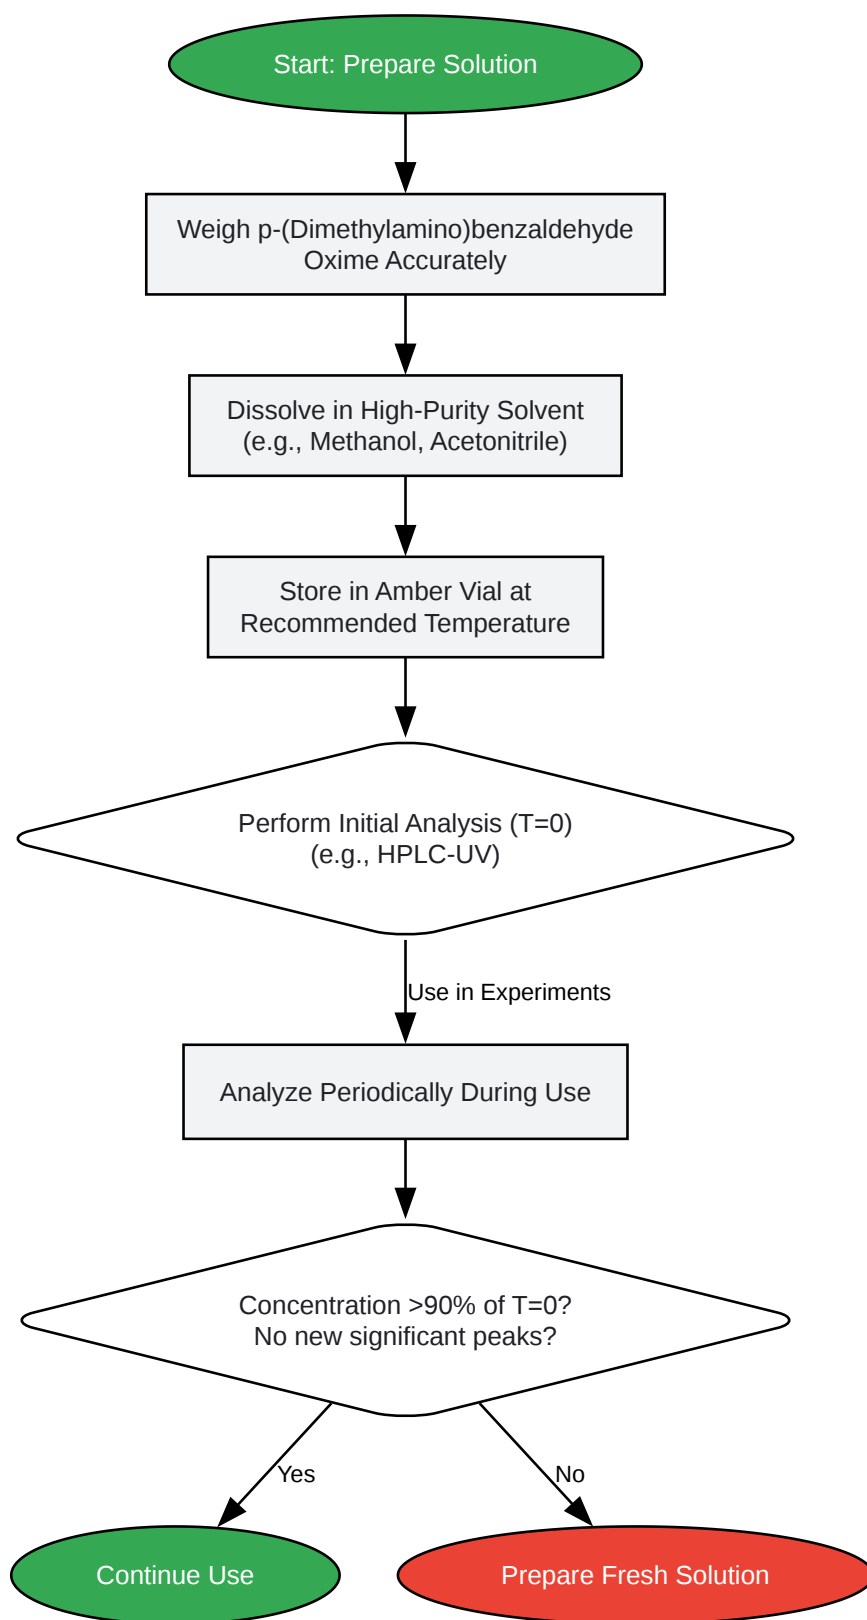 Start: Prepare Solution
Weigh p-(Dimethylamino)benzaldehyde
Oxime Accurately
Dissolve in High-Purity Solvent
(e.g., Methanol, Acetonitrile)
Store in Amber Vial at
Recommended Temperature
Perform Initial Analysis (T=0)
(e.g., HPLC-UV)
Use in Experiments
Analyze Periodically During Use
Concentration >90% of T=0?
No new significant peaks?
Yes
No
Continue Use
Prepare Fresh Solution